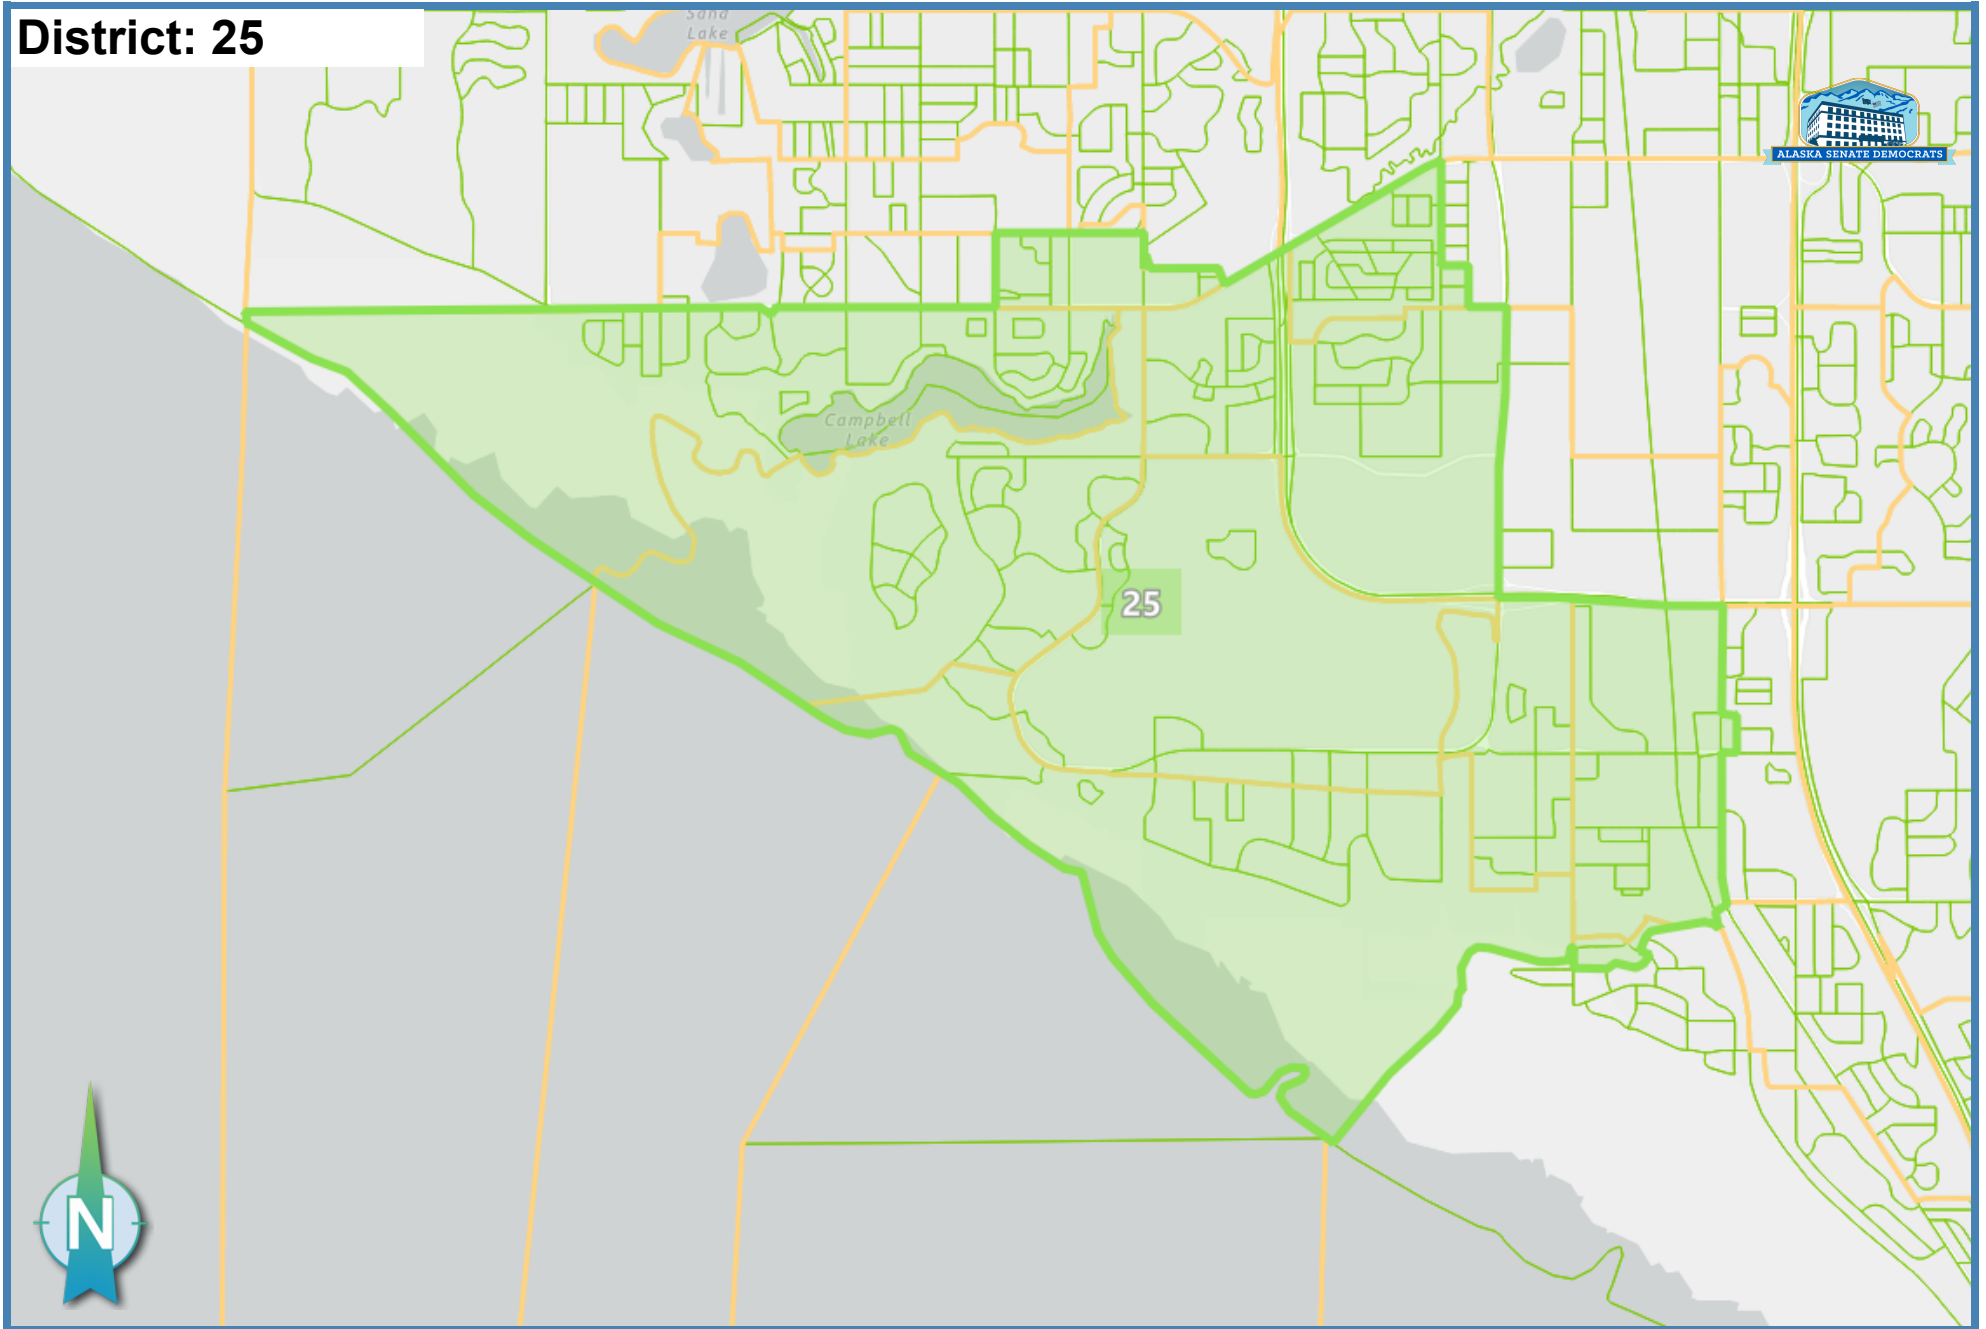 District: 25
Sand
Lake
ALASKA SENATE DEMOCRATS
Campbell
Lake
25
N